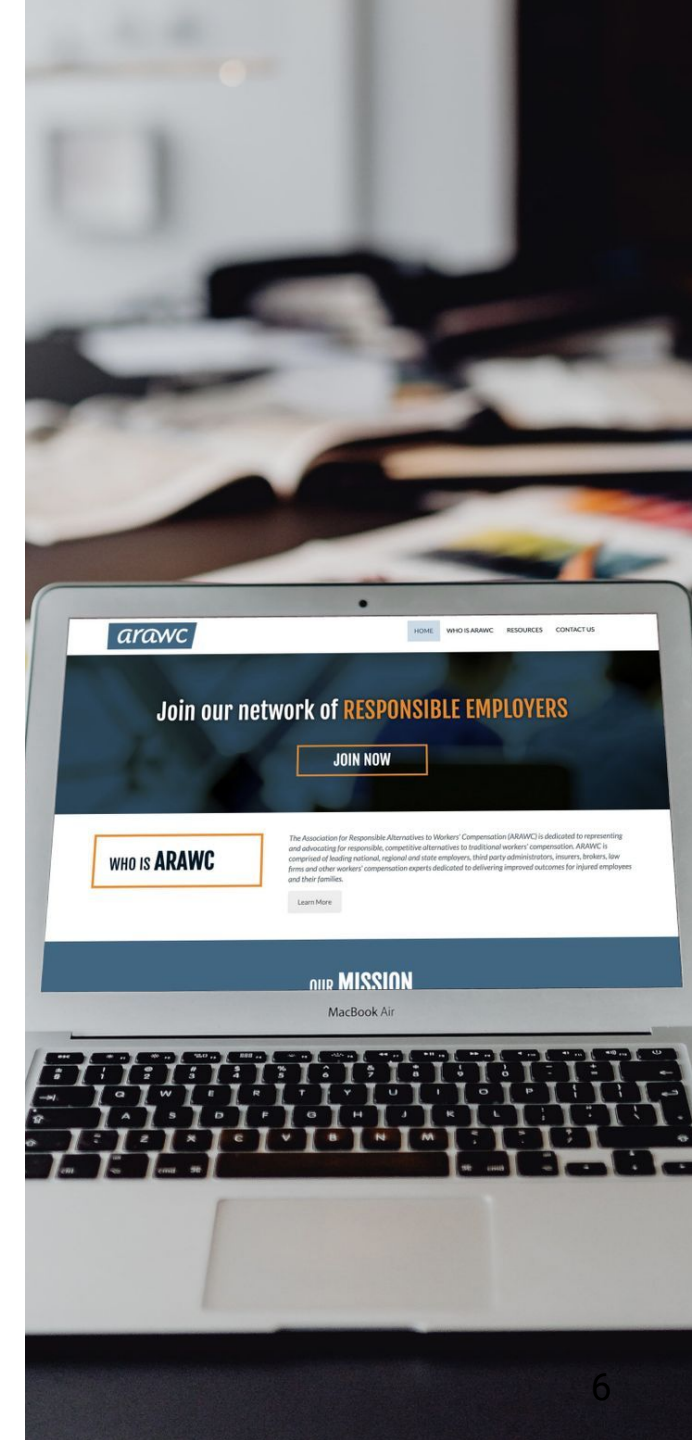 arawc
HOME WHO IS ARAWC RESOURCES CONTACT US
Join our network of RESPONSIBLE EMPLOYERS
JOIN NOW
WHO IS ARAWC
The Association for Responsible Alternatives to Workers' Compensation (ARAWC) is dedicated to representing
and advocating for responsible, competitive alternatives to traditional workers' compensation. ARAWC is
comprised of leading national, regional and state employers, third party administrators, insurers, brokers, law
firms and other workers' compensation experts dedicated to delivering improved outcomes for injured employees
and their families.
Learn More
OUR MISSION
MacBook Air
Q W E R T Y U I O P
A S D F G H J K L
Z X C V B N M
cmd cmd
6